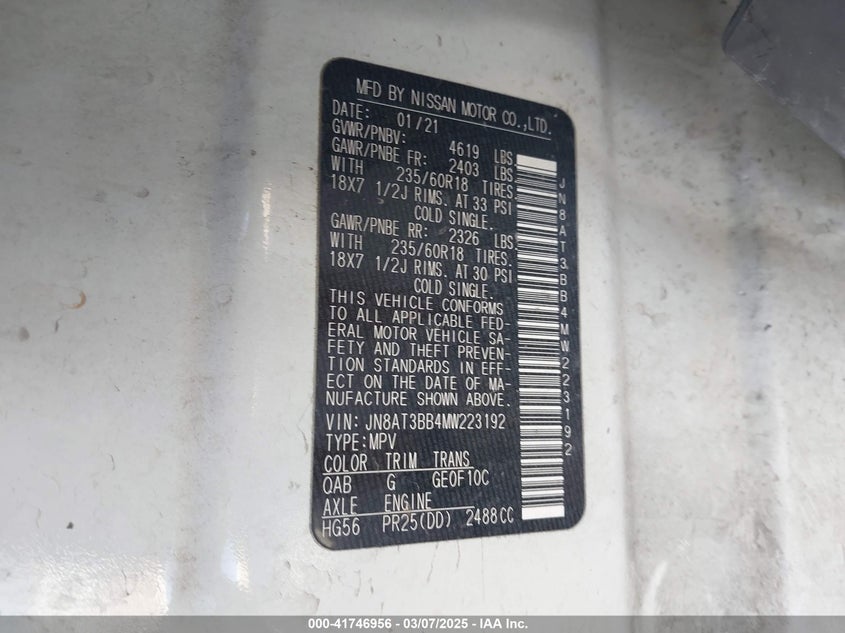 MFD BY NISSAN MOTOR CO.,LTD.
DATE: 01/21
GVWR/PNBV: 4619 LBS
GAWR/PNBE FR: 2403 LBS
WITH 235/60R18 TIRES.
18X7 1/2J RIMS. AT 33 PSI
COLD SINGLE.
GAWR/PNBE RR: 2326 LBS
WITH 235/60R18 TIRES.
18X7 1/2J RIMS. AT 30 PSI
COLD SINGLE.
THIS VEHICLE CONFORMS
TO ALL APPLICABLE FED-
ERAL MOTOR VEHICLE SA-
FETY AND THEFT PREVEN-
TION STANDARDS IN EFF-
ECT ON THE DATE OF MA-
NUFACTURE SHOWN ABOVE.
VIN: JN8AT3BB4MW223192
TYPE:MPV
COLOR TRIM TRANS
QAB G GE0F10C
AXLE ENGINE
HG56 PR25(DD) 2488CC
JN8AT3BB4MW223192
000-41746956 - 03/07/2025 - IAA Inc.